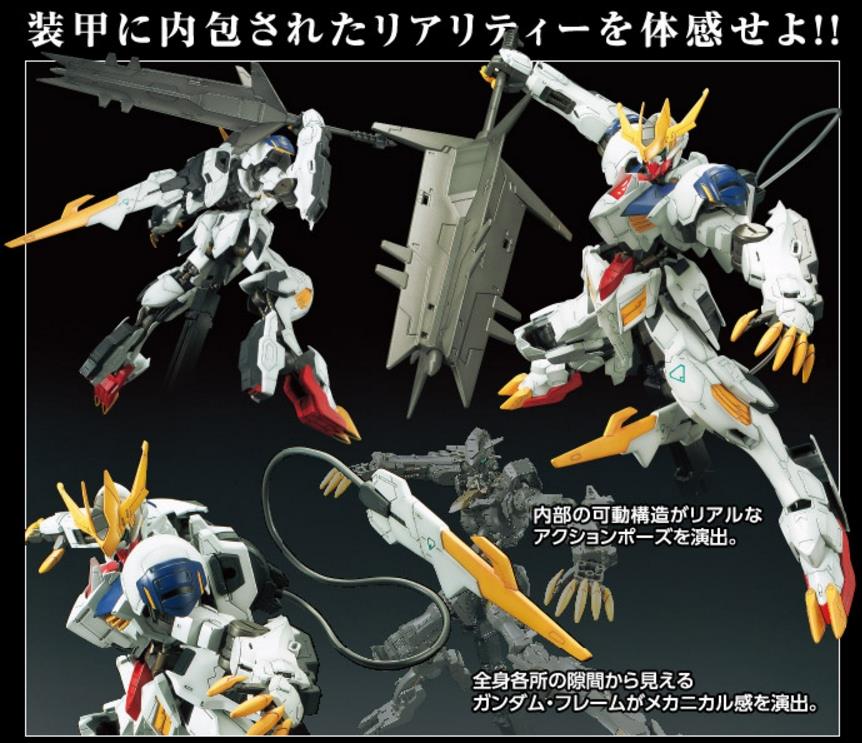 装甲に内包されたリアリティーを体感せよ!!
内部の可動構造がリアルな
アクションポーズを演出。
全身各所の隙間から見える
ガンダム・フレームがメカニカル感を演出。